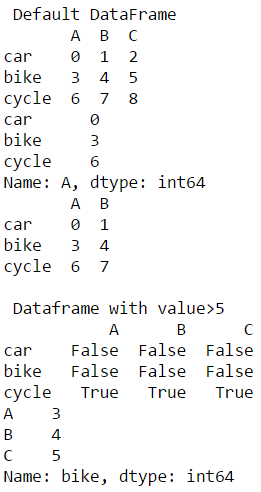 Default DataFrame
       A  B  C
car    0  1  2
bike   3  4  5
cycle  6  7  8
car      0
bike     3
cycle    6
Name: A, dtype: int64
       A  B
car    0  1
bike   3  4
cycle  6  7
Dataframe with value>5
           A      B      C
car    False  False  False
bike   False  False  False
cycle   True   True   True
A    3
B    4
C    5
Name: bike, dtype: int64